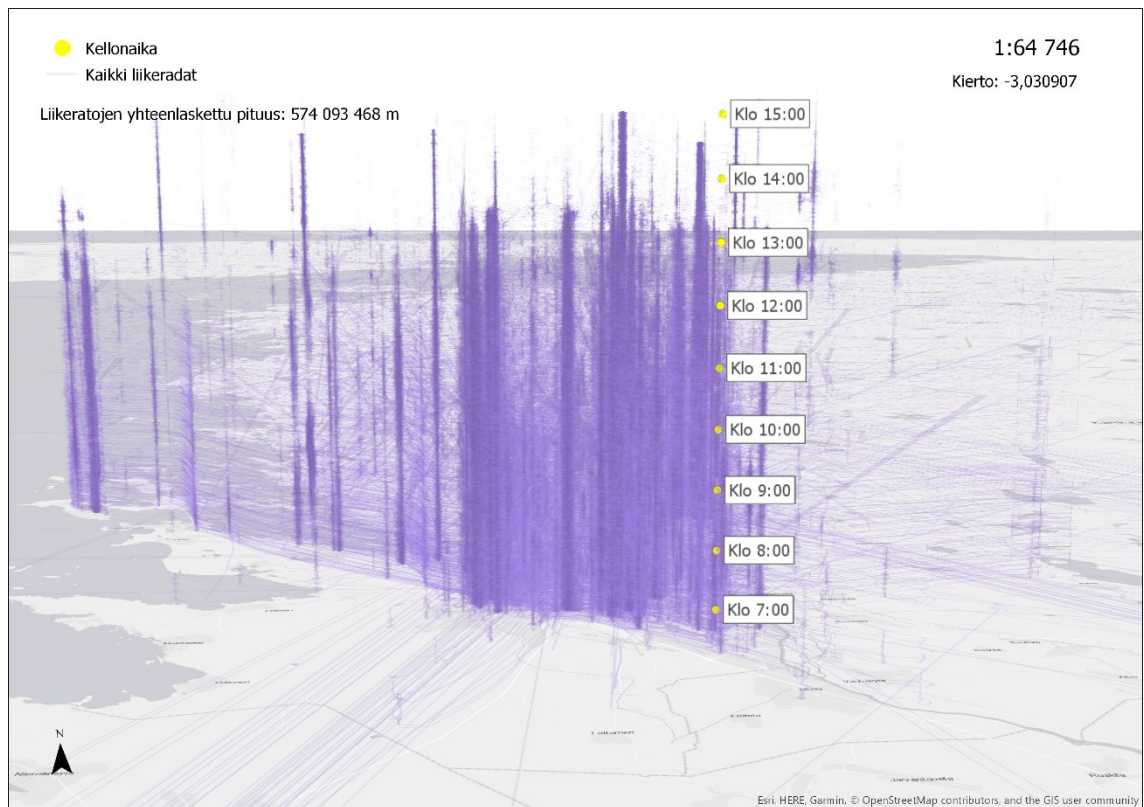 Kellonaika
Kaikki liikeradat
Liikeratojen yhteenlaskettu pituus: 574 093 468 m
1:64 746
Kierto: -3,030907
Klo 15:00
Klo 14:00
Klo 13:00
Klo 12:00
Klo 11:00
Klo 10:00
Klo 9:00
Klo 8:00
Klo 7:00
N
Esri, HERE, Garmin, © OpenStreetMap contributors, and the GIS user community